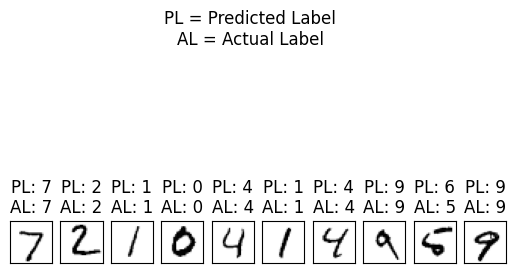 PL = Predicted Label
AL = Actual Label
PL: 7 PL: 2 PL: 1 PL: 0 PL: 4 PL: 1 PL: 4 PL: 9 PL: 6 PL: 9
AL: 7 AL: 2 AL: 1 AL: 0 AL: 4 AL: 1 AL: 4 AL: 9 AL: 5 AL: 9
7 2 1 0 4 1 4 9 5 9